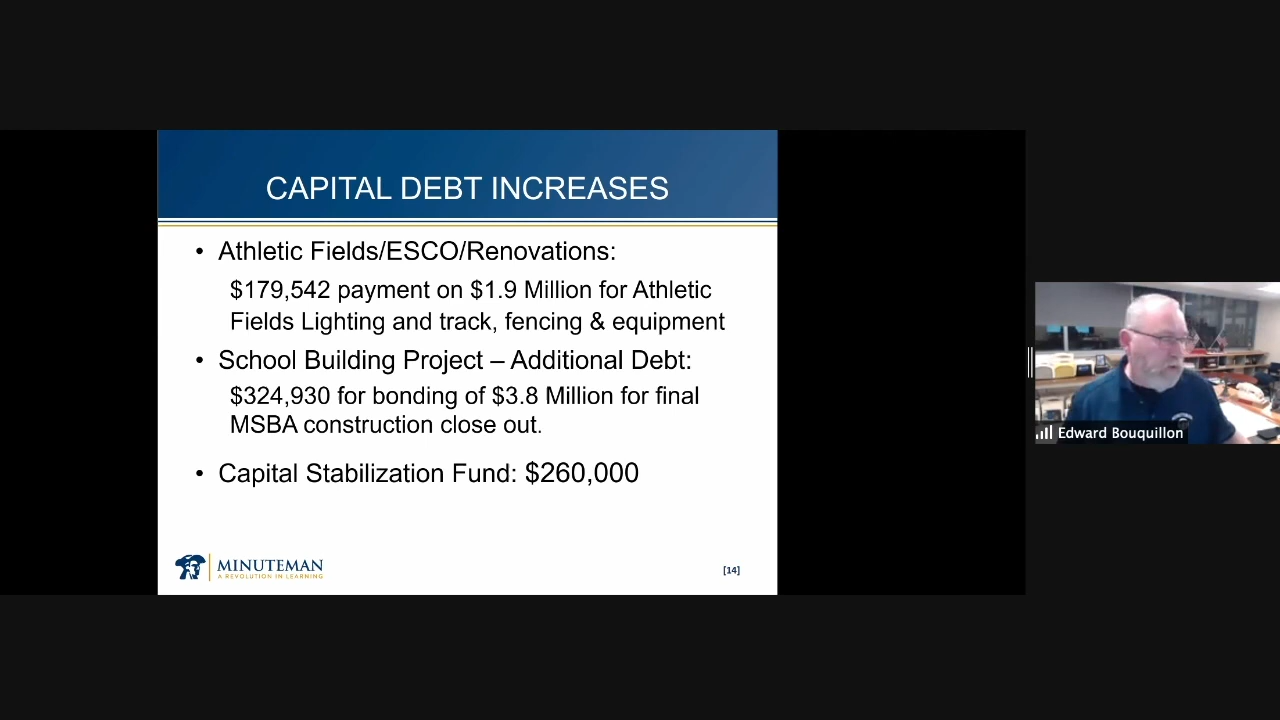 CAPITAL DEBT INCREASES
• Athletic Fields/ESCO/Renovations:
$179,542 payment on $1.9 Million for Athletic
Fields Lighting and track, fencing & equipment
• School Building Project – Additional Debt:
$324,930 for bonding of $3.8 Million for final
MSBA construction close out.
• Capital Stabilization Fund: $260,000
MINUTEMAN
A REVOLUTION IN LEARNING
[14]
Edward Bouquillon